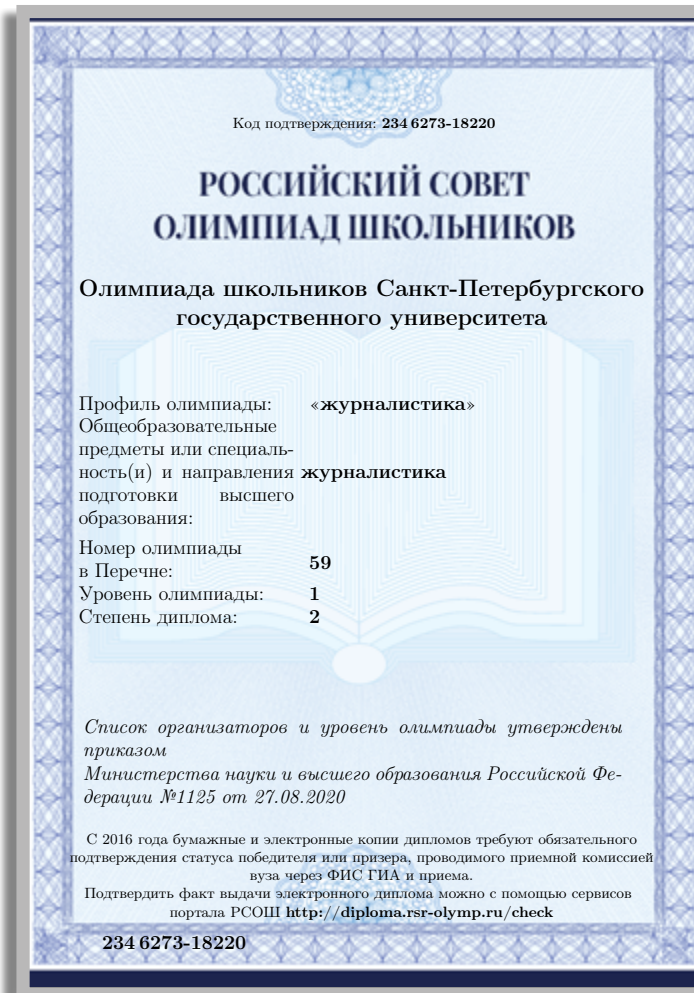 Код подтверждения: 234 6273-18220
РОССИЙСКИЙ СОВЕТ
ОЛИМПИАД ШКОЛЬНИКОВ
Олимпиада школьников Санкт-Петербургского
государственного университета
Профиль олимпиады: «журналистика»
Общеобразовательные
предметы или специаль-
ность(и) и направления журналистика
подготовки высшего
образования:
Номер олимпиады
в Перечне: 59
Уровень олимпиады: 1
Степень диплома: 2
Список организаторов и уровень олимпиады утверждены
приказом
Министерства науки и высшего образования Российской Фе-
дерации №1125 от 27.08.2020
С 2016 года бумажные и электронные копии дипломов требуют обязательного
подтверждения статуса победителя или призера, проводимого приемной комиссией
вуза через ФИС ГИА и приема.
Подтвердить факт выдачи электронного диплома можно с помощью сервисов
портала РСОШ http://diploma.rsr-olymp.ru/check
234 6273-18220